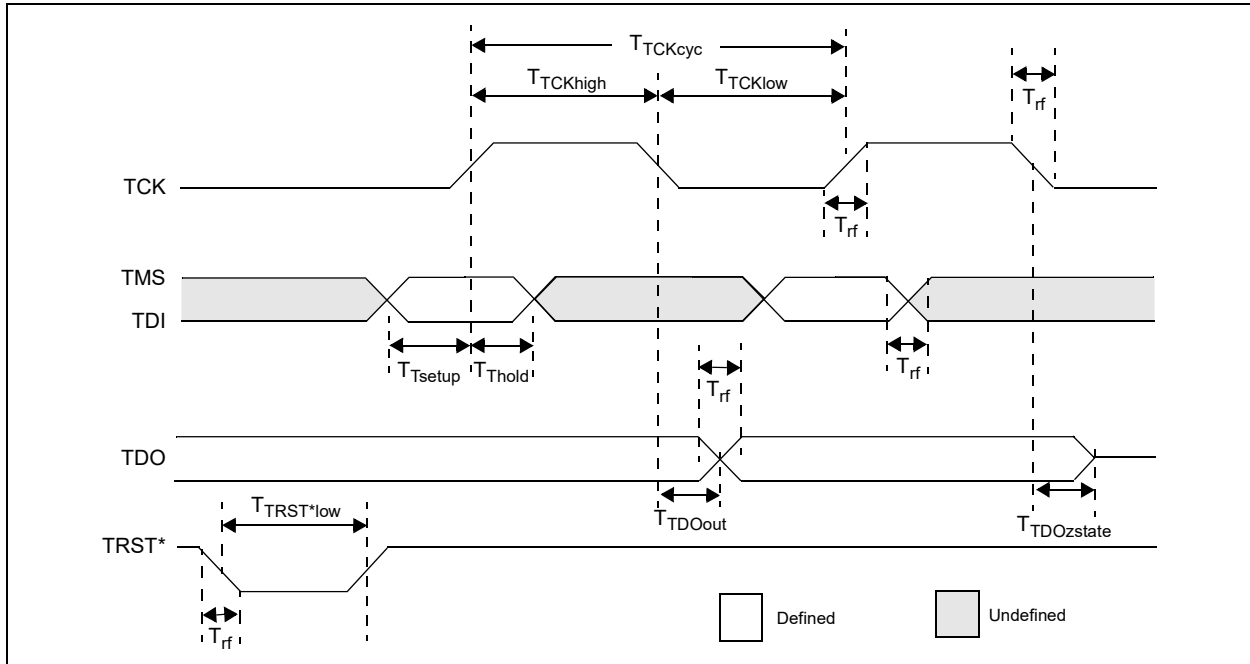 TTCKcyc
TTCKhigh
TTCKlow
Trf
TCK
Trf
TMS
TDI
TTsetup
TThold
Trf
Trf
TDO
TTRST*low
TTDOout
TTDOzstate
TRST*
Trf
Defined
Undefined